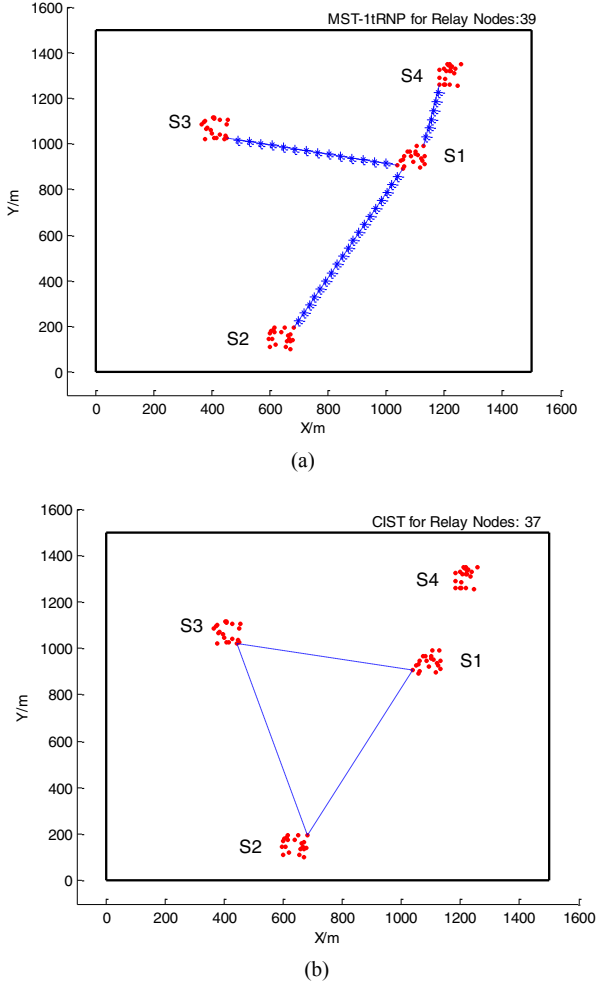 MST-1tRNP for Relay Nodes:39
1600
1400
1200
1000
800
600
400
200
0
Y/m
S4
S3
S1
S2
0 200 400 600 800 1000 1200 1400 1600
X/m
(a)
CIST for Relay Nodes: 37
1600
1400
1200
1000
800
600
400
200
0
Y/m
S4
S3
S1
S2
0 200 400 600 800 1000 1200 1400 1600
X/m
(b)